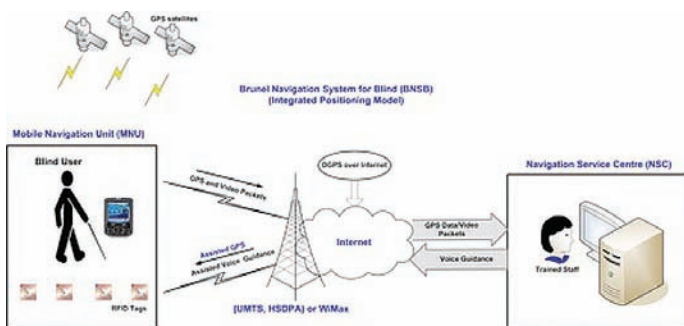 GPS satellites
Brunel Navigation System for Blind (BNSB)
(Integrated Positioning Model)
Mobile Navigation Unit (MNU)
Navigation Service Centre (NSC)
Blind User
DGPS over Internet
GPS and Video Packets
GPS Data/Video
Packets
Internet
Assisted GPS
Assisted Voice Guidance
Voice Guidance
Trained Staff
RFID Tags
(UMTS, HSDPA) or WiMax